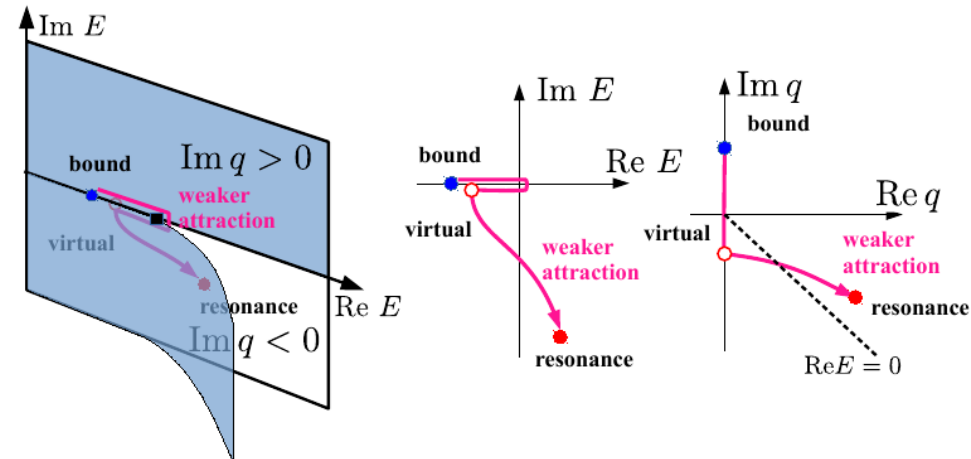 Im E
bound
Im q > 0
weaker
attraction
virtual
resonance
Re E
Im q < 0
Im E
bound
Re E
virtual
weaker
attraction
resonance
Im q
bound
Re q
virtual
weaker
attraction
resonance
ReE = 0